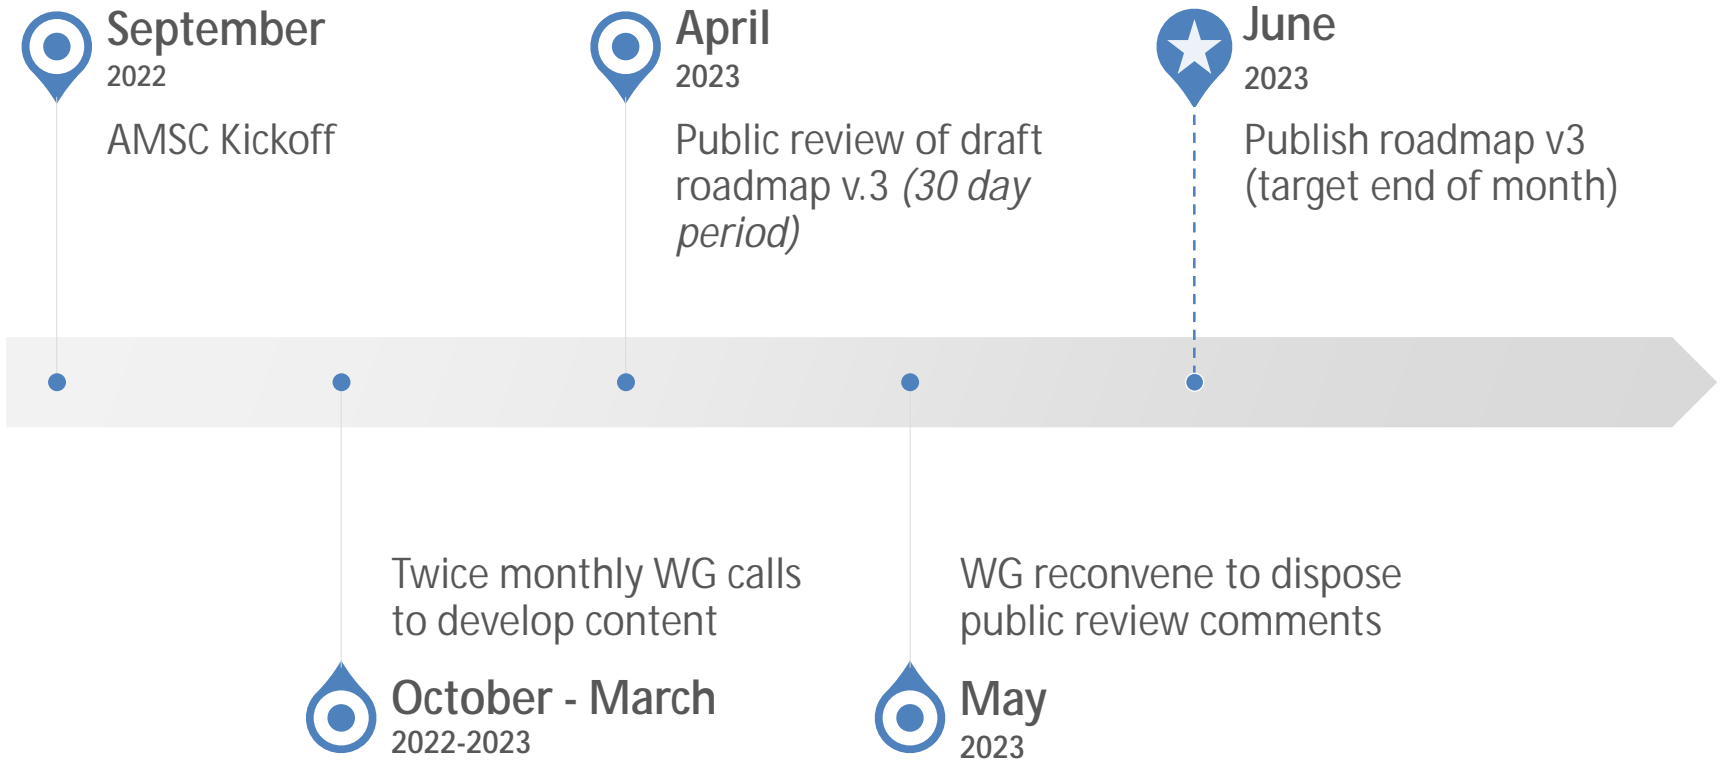 September
2022
AMSC Kickoff
April
2023
Public review of draft
roadmap v.3 (30 day
period)
June
2023
Publish roadmap v3
(target end of month)
Twice monthly WG calls
to develop content
October - March
2022-2023
WG reconvene to dispose
public review comments
May
2023